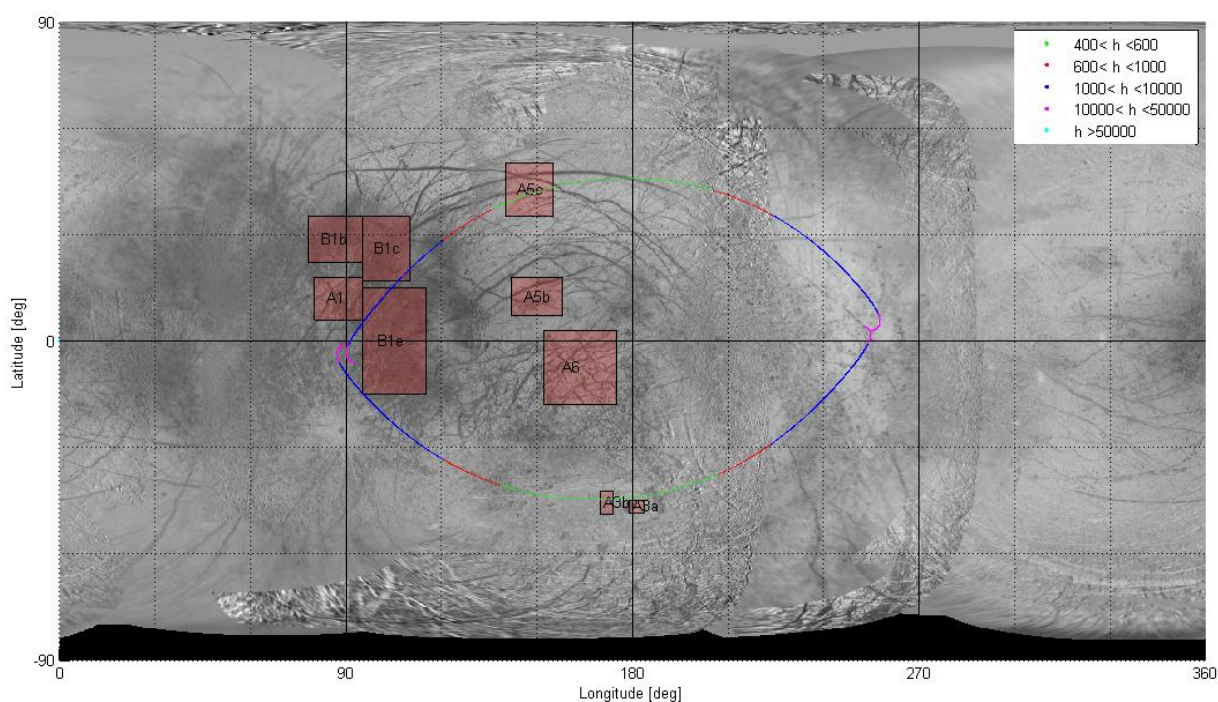 90
400< h <600
600< h <1000
1000< h <10000
10000< h <50000
h >50000
A5c
B1b
B1c
A1
A5b
Latitude [deg]
0
B1e
A6
A3b
A3a
-90
0
90
180
270
360
Longitude [deg]